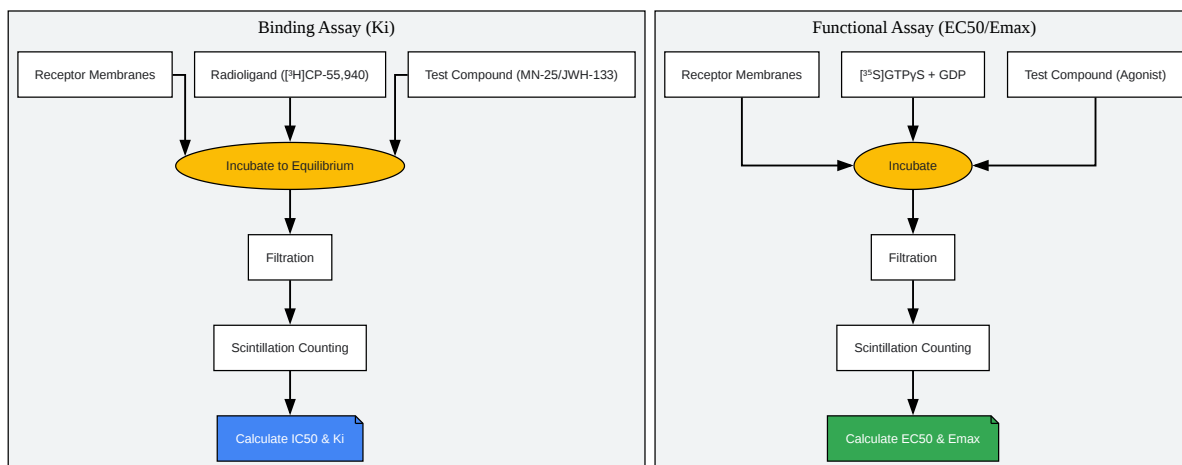 Binding Assay (Ki)
Receptor Membranes
Radioligand ([³H]CP-55,940)
Test Compound (MN-25/JWH-133)
Incubate to Equilibrium
Filtration
Scintillation Counting
Calculate IC50 & Ki
Functional Assay (EC50/Emax)
Receptor Membranes
[³⁵S]GTPγS + GDP
Test Compound (Agonist)
Incubate
Filtration
Scintillation Counting
Calculate EC50 & Emax